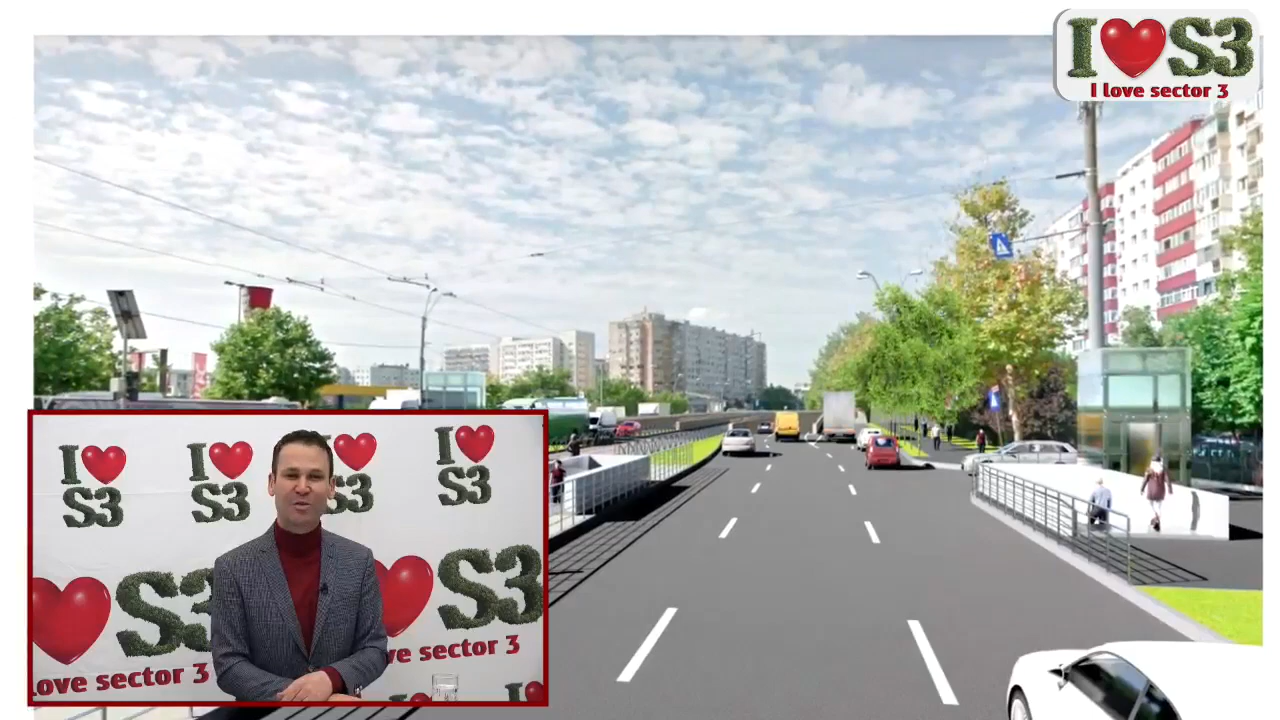 I ❤ S3
I love sector 3
I ❤
S3
I ❤
S3
I ❤
S3
I ❤
S3
❤ S3
❤ S3
love sector 3
ve sector 3
I ❤
I ❤